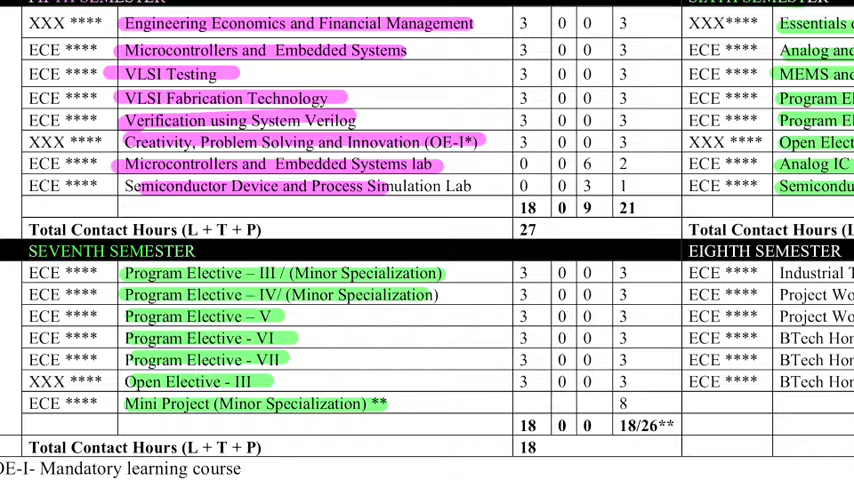 FIFTH SEMESTER SIXTH SEMESTER
XXX **** Engineering Economics and Financial Management 3 0 0 3 XXX**** Essentials
ECE **** Microcontrollers and Embedded Systems 3 0 0 3 ECE **** Analog and
ECE **** VLSI Testing 3 0 0 3 ECE **** MEMS and
ECE **** VLSI Fabrication Technology 3 0 0 3 ECE **** Program
ECE **** Verification using System Verilog 3 0 0 3 ECE **** Program
XXX **** Creativity, Problem Solving and Innovation (OE-I*) 3 0 0 3 XXX **** Open
ECE **** Microcontrollers and Embedded Systems lab 0 0 6 2 ECE **** Analog IC
ECE **** Semiconductor Device and Process Simulation Lab 0 0 3 1 ECE ****
18 0 9 21
Total Contact Hours (L + T + P) 27 Total Contact Hours
SEVENTH SEMESTER EIGHTH SEMESTER
ECE **** Program Elective – III / (Minor Specialization) 3 0 0 3 ECE **** Industrial
ECE **** Program Elective – IV/ (Minor Specialization) 3 0 0 3 ECE **** Project
ECE **** Program Elective – V 3 0 0 3 ECE **** Project
ECE **** Program Elective - VI 3 0 0 3 ECE **** BTech
ECE **** Program Elective - VII 3 0 0 3 ECE **** BTech
XXX **** Open Elective - III 3 0 0 3 ECE **** BTech
ECE **** Mini Project (Minor Specialization) ** 8
18 0 0 18/26**
Total Contact Hours (L + T + P) 18
OE-I- Mandatory learning course